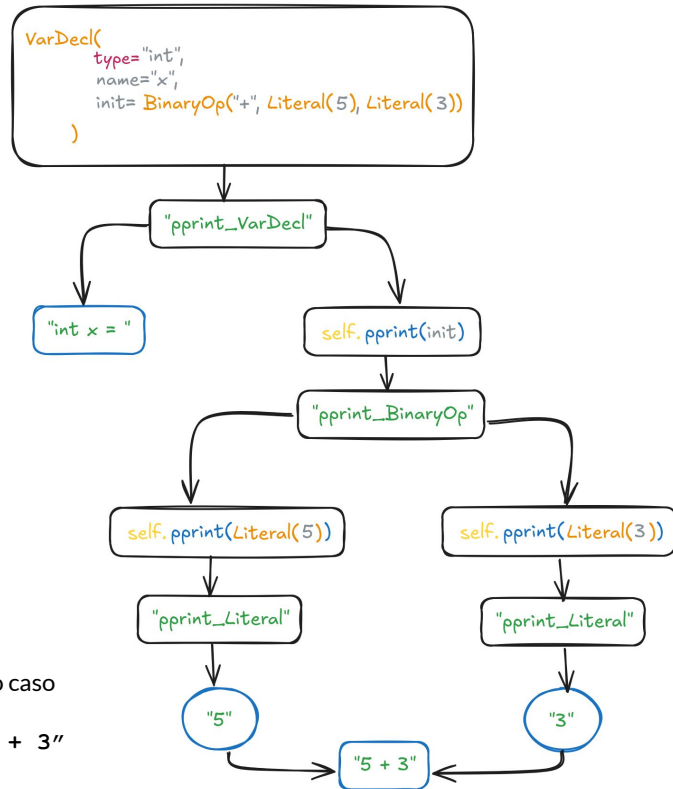 VarDecl(
type="int",
name="x",
init= BinaryOp("+", Literal(5), Literal(3))
)
"pprint_VarDecl"
"int x = "
self.pprint(init)
"pprint_BinaryOp"
self.pprint(Literal(5))
self.pprint(Literal(3))
"pprint_Literal"
"pprint_Literal"
caso
"5"
"3"
+ 3"
"5 + 3"